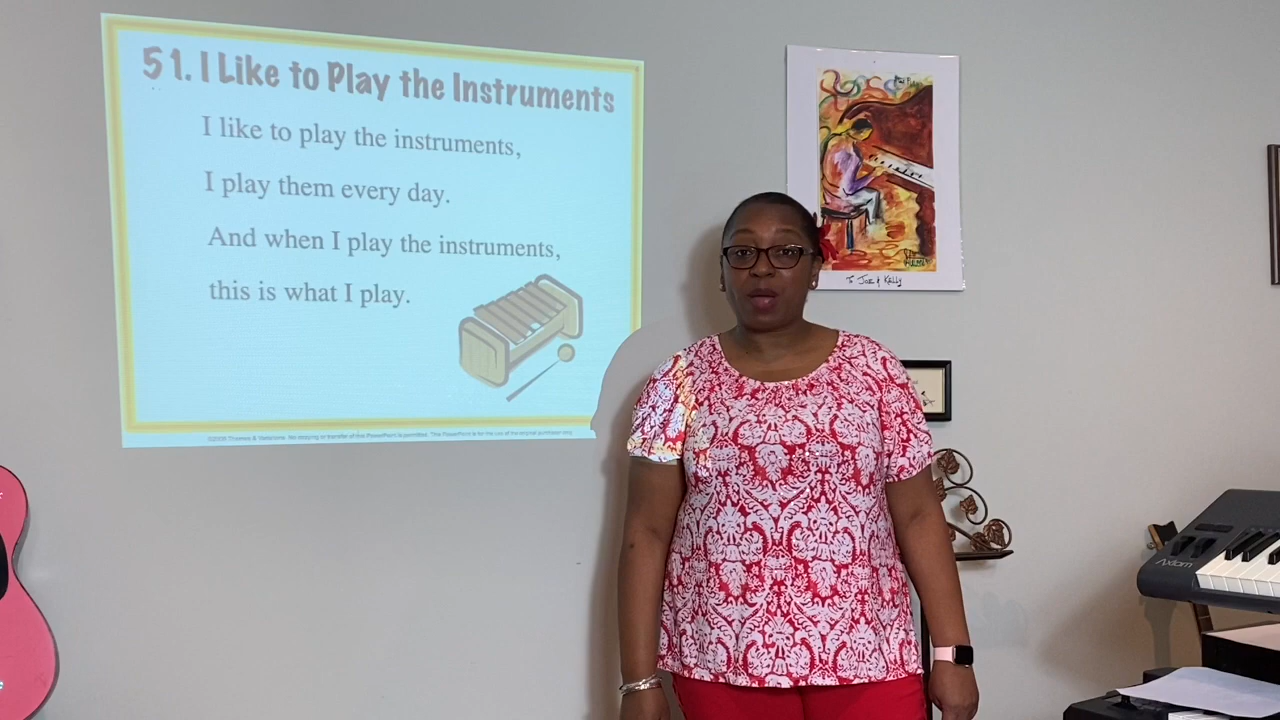 51. I Like to Play the Instruments
I like to play the instruments,
I play them every day.
And when I play the instruments,
this is what I play.
To Joe & Kelly
Axiom